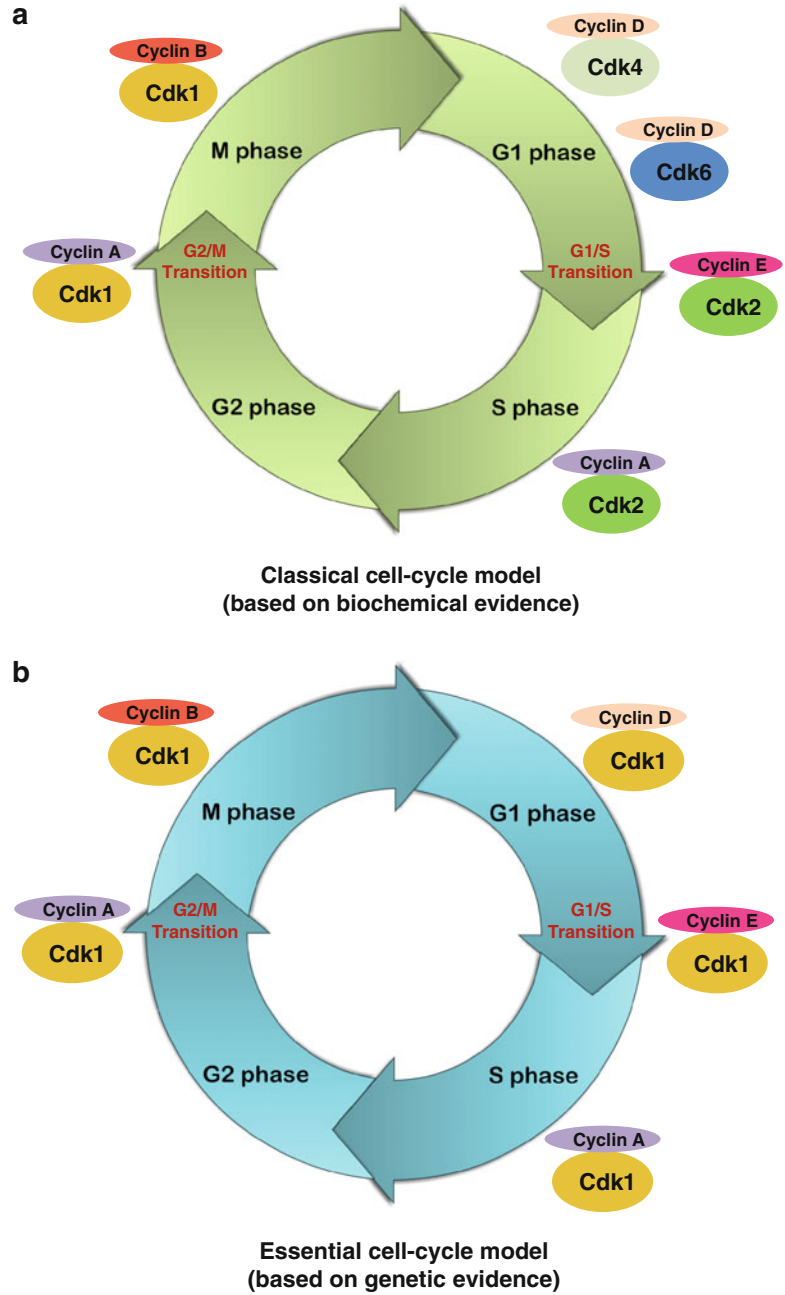 a
Cyclin B
Cdk1
Cyclin D
Cdk4
M phase
G1 phase
Cyclin D
Cdk6
Cyclin A
Cdk1
G2/M
Transition
G1/S
Transition
Cyclin E
Cdk2
G2 phase
S phase
Cyclin A
Cdk2
Classical cell-cycle model
(based on biochemical evidence)
b
Cyclin B
Cdk1
Cyclin D
Cdk1
M phase
G1 phase
Cyclin A
Cdk1
G2/M
Transition
G1/S
Transition
Cyclin E
Cdk1
G2 phase
S phase
Cyclin A
Cdk1
Essential cell-cycle model
(based on genetic evidence)